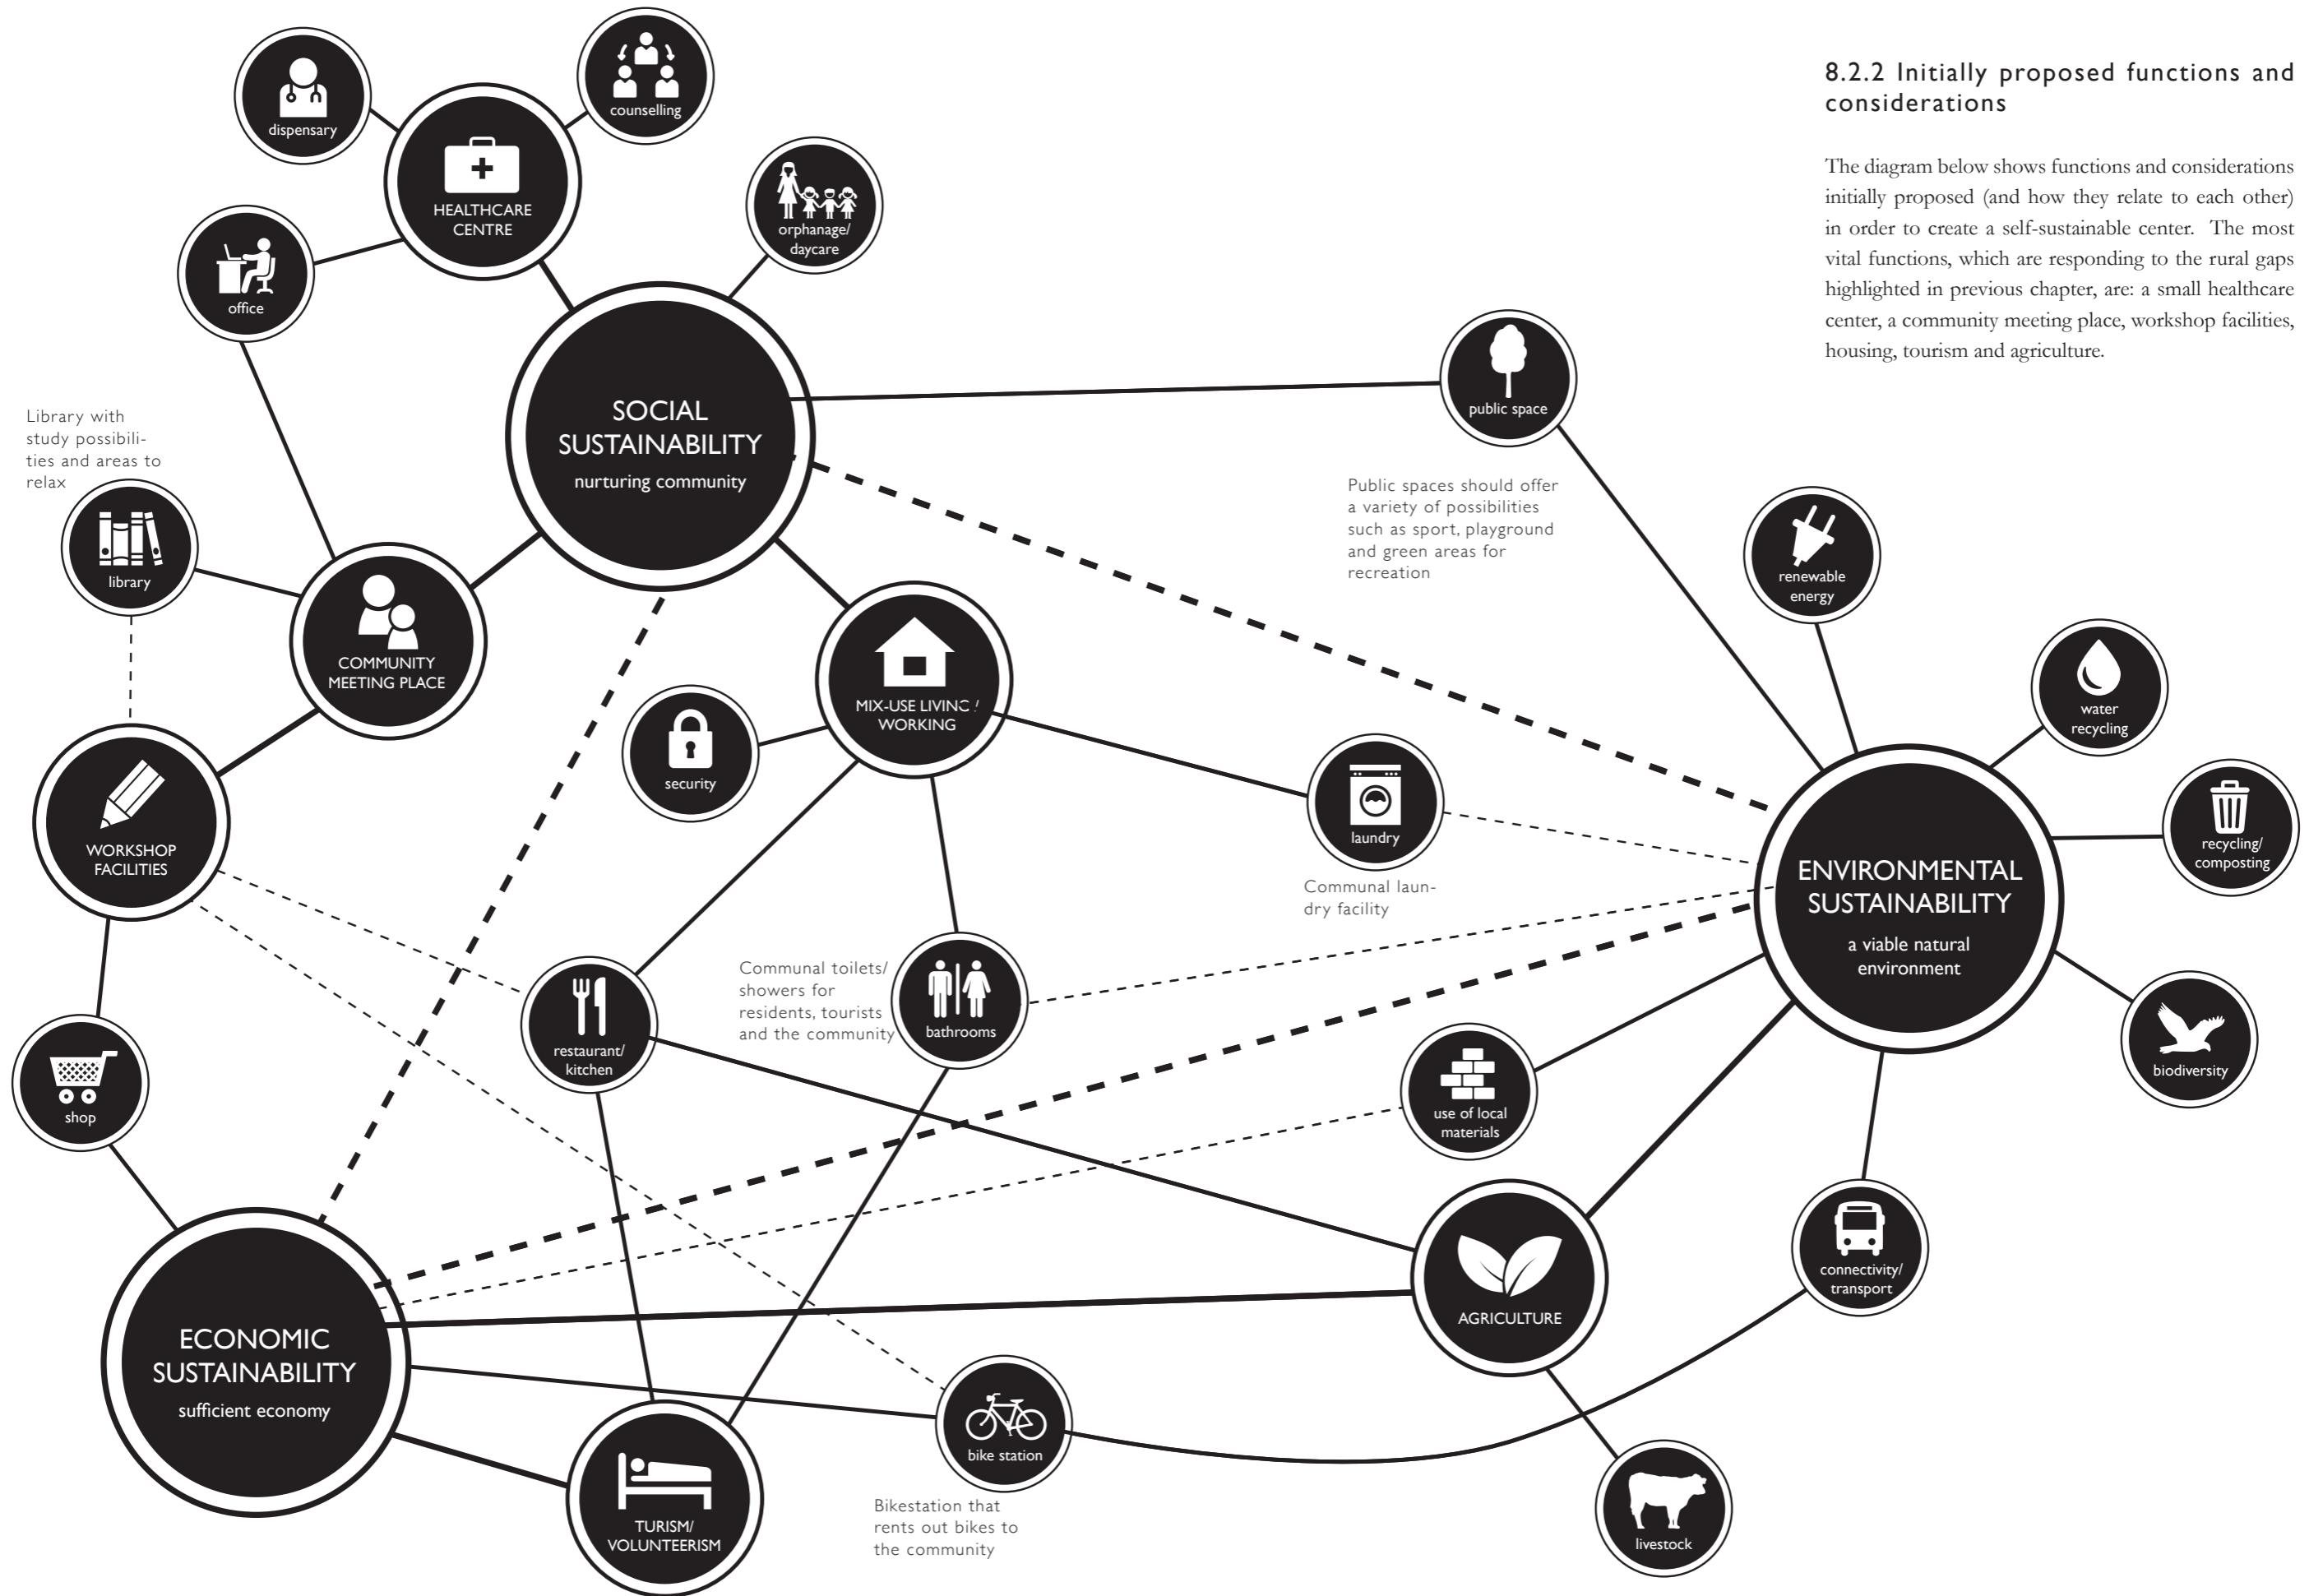 8.2.2 Initially proposed functions and
considerations
The diagram below shows functions and considerations
initially proposed (and how they relate to each other)
in order to create a self-sustainable center. The most
vital functions, which are responding to the rural gaps
highlighted in previous chapter, are: a small healthcare
center, a community meeting place, workshop facilities,
housing, tourism and agriculture.
dispensary
counselling
HEALTHCARE
CENTRE
orphanage/
daycare
office
SOCIAL
SUSTAINABILITY
nurturing community
public space
Library with
study possibili-
ties and areas to
relax
Public spaces should offer
a variety of possibilities
such as sport, playground
and green areas for
recreation
library
renewable
energy
COMMUNITY
MEETING PLACE
MIX-USE LIVING /
WORKING
water
recycling
security
laundry
Communal laun-
dry facility
WORKSHOP
FACILITIES
recycling/
composting
ENVIRONMENTAL
SUSTAINABILITY
a viable natural
environment
Communal toilets/
showers for
residents, tourists
and the community
bathrooms
restaurant/
kitchen
biodiversity
shop
use of local
materials
connectivity/
transport
AGRICULTURE
ECONOMIC
SUSTAINABILITY
sufficient economy
bike station
Bikestation that
rents out bikes to
the community
TURISM/
VOLUNTEERISM
livestock